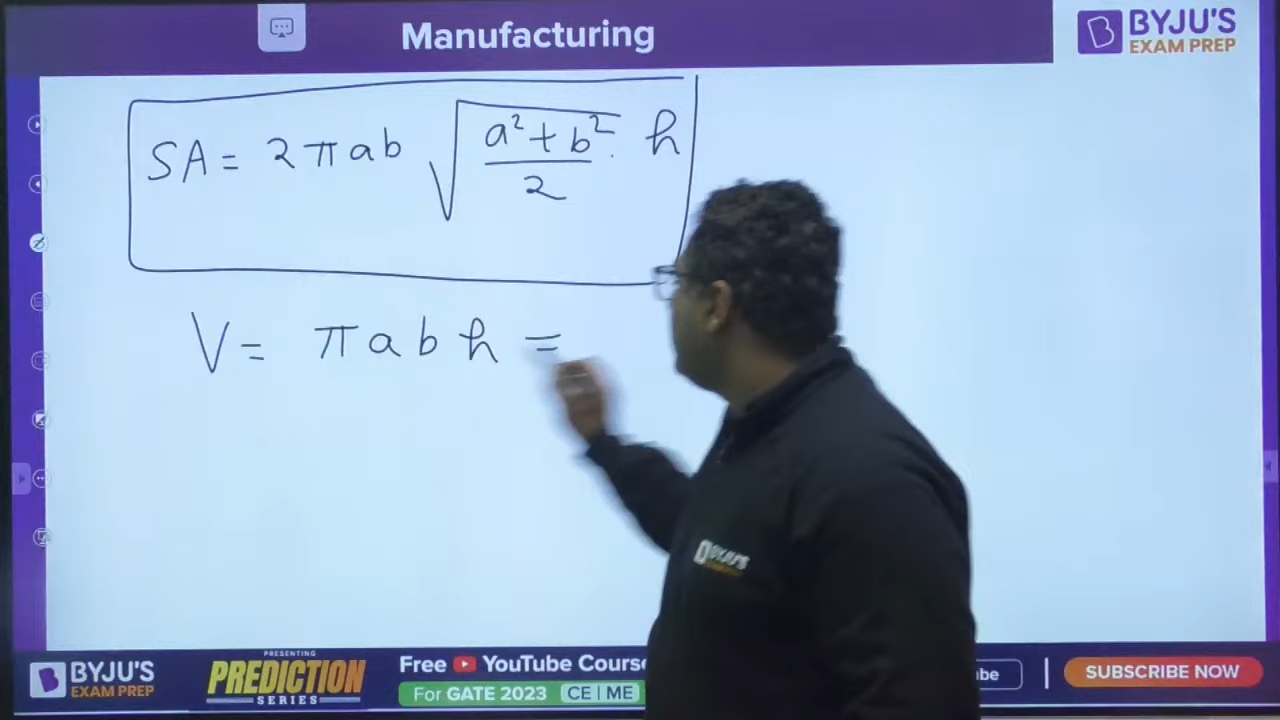 Manufacturing
BYJU'S
EXAM PREP
SA = 2πab √((a² + b²)/2) h
V = π a b h =
BYJU'S
BYJU'S
EXAM PREP
PRESENTING
PREDICTION
SERIES
Free YouTube Course
For GATE 2023 CE | ME
SUBSCRIBE NOW